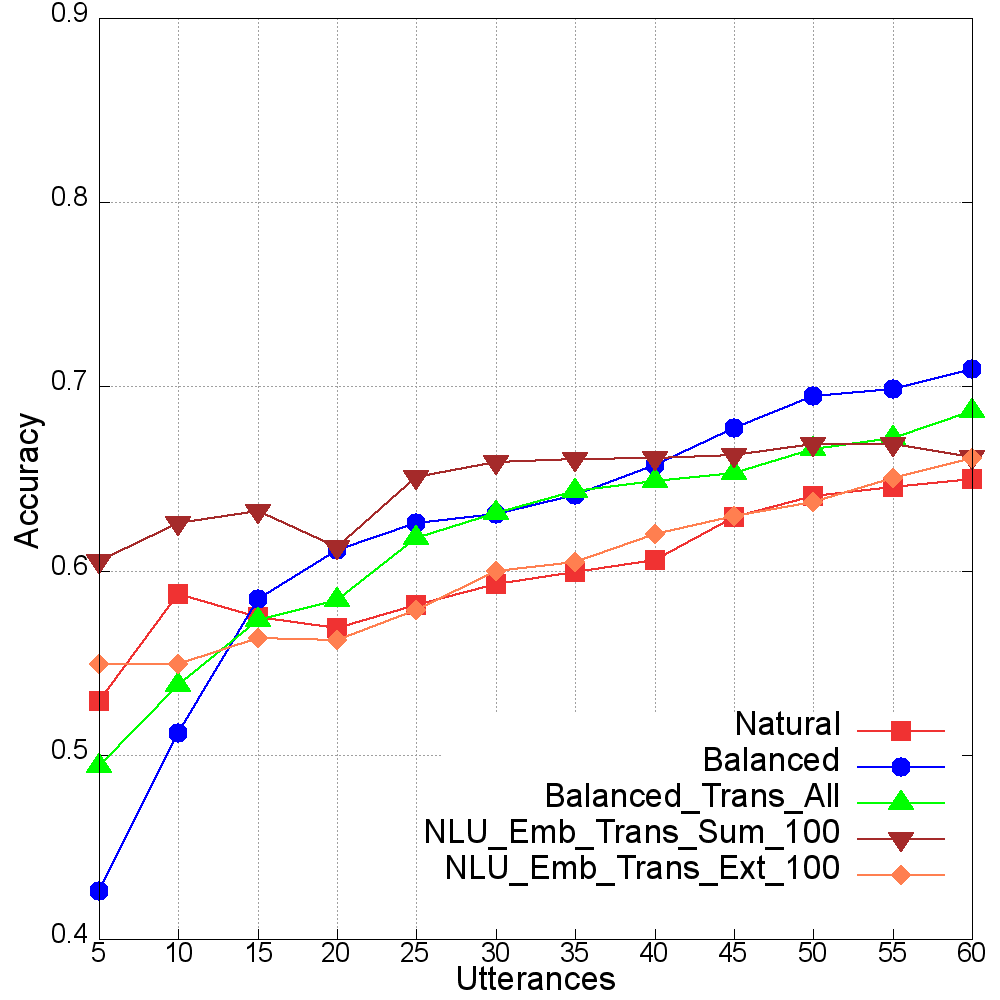 0.9
0.8
0.7
0.6
0.5
0.4
Accuracy
Natural
Balanced
Balanced_Trans_All
NLU_Emb_Trans_Sum_100
NLU_Emb_Trans_Ext_100
5 10 15 20 25 30 35 40 45 50 55 60
Utterances